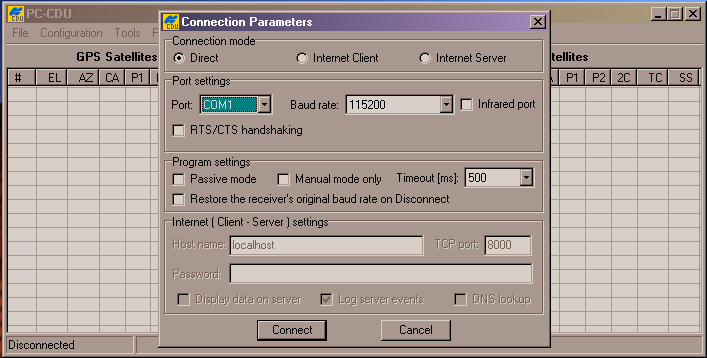 PC-CDU
File Configuration Tools
GPS Satellites
# EL AZ CA P1
tellites
P1 P2 2C TC SS
Disconnected
CDU
Connection Parameters
Connection mode
Direct Internet Client Internet Server
Port settings
Port: COM1 Baud rate: 115200 Infrared port
RTS/CTS handshaking
Program settings
Passive mode Manual mode only Timeout [ms]: 500
Restore the receiver's original baud rate on Disconnect
Internet ( Client - Server ) settings
Host name: localhost TCP port: 8000
Password:
Display data on server Log server events DNS lookup
Connect Cancel